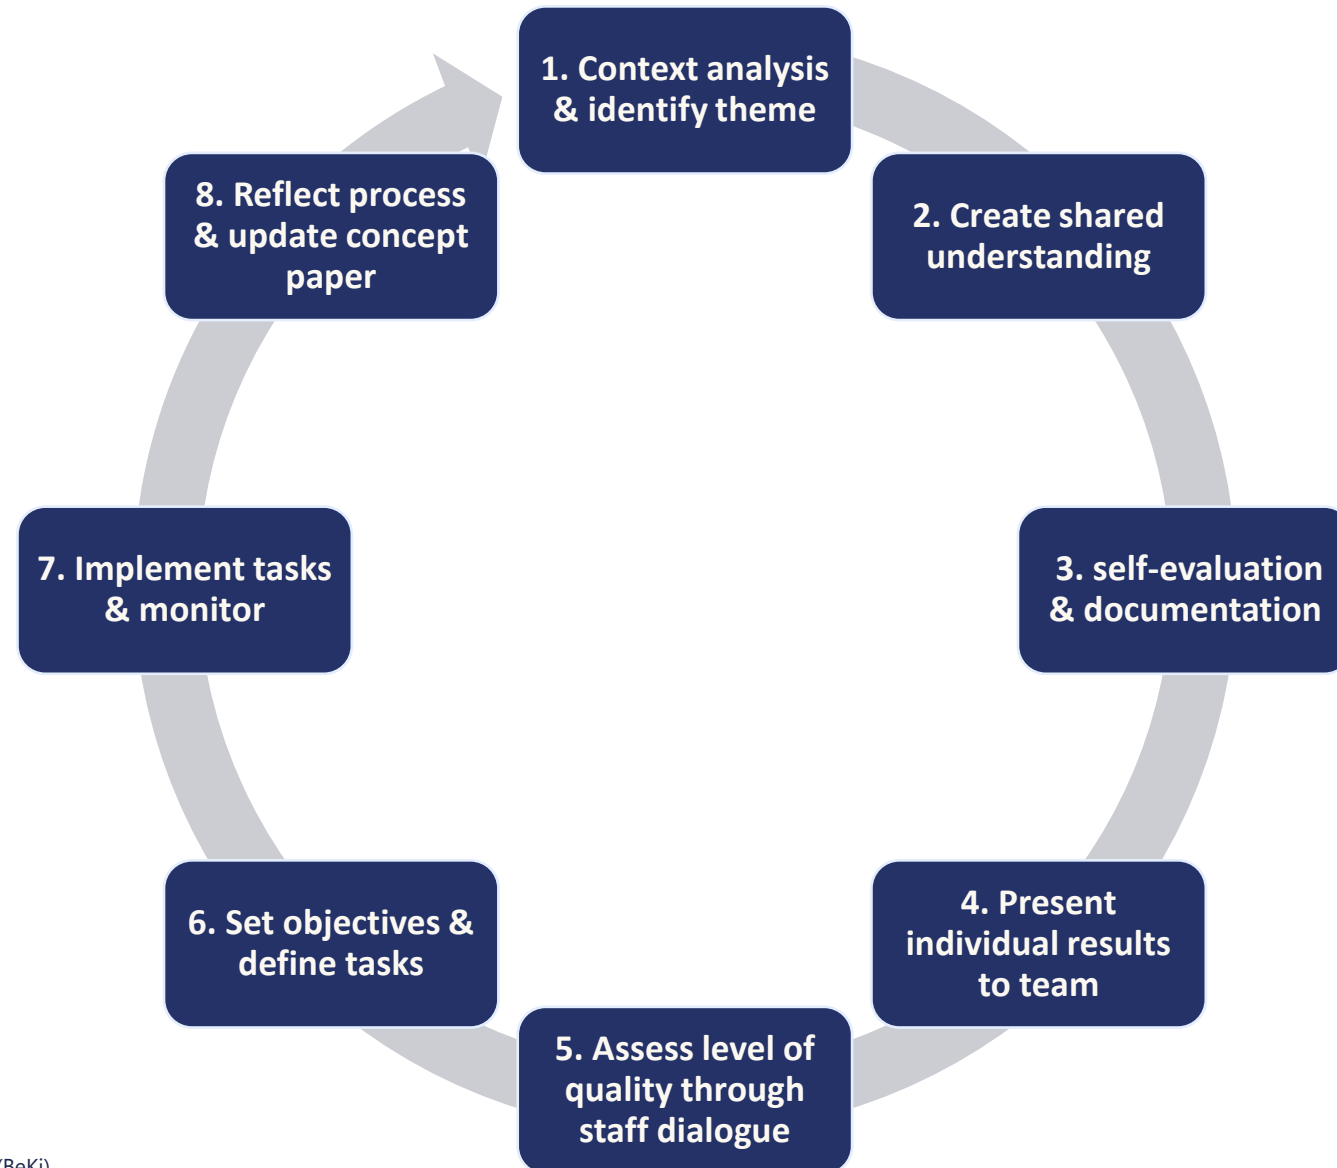 1. Context analysis
& identify theme
2. Create shared
understanding
3. self-evaluation
& documentation
4. Present
individual results
to team
5. Assess level of
quality through
staff dialogue
6. Set objectives &
define tasks
7. Implement tasks
& monitor
8. Reflect process
& update concept
paper
(BeKi)